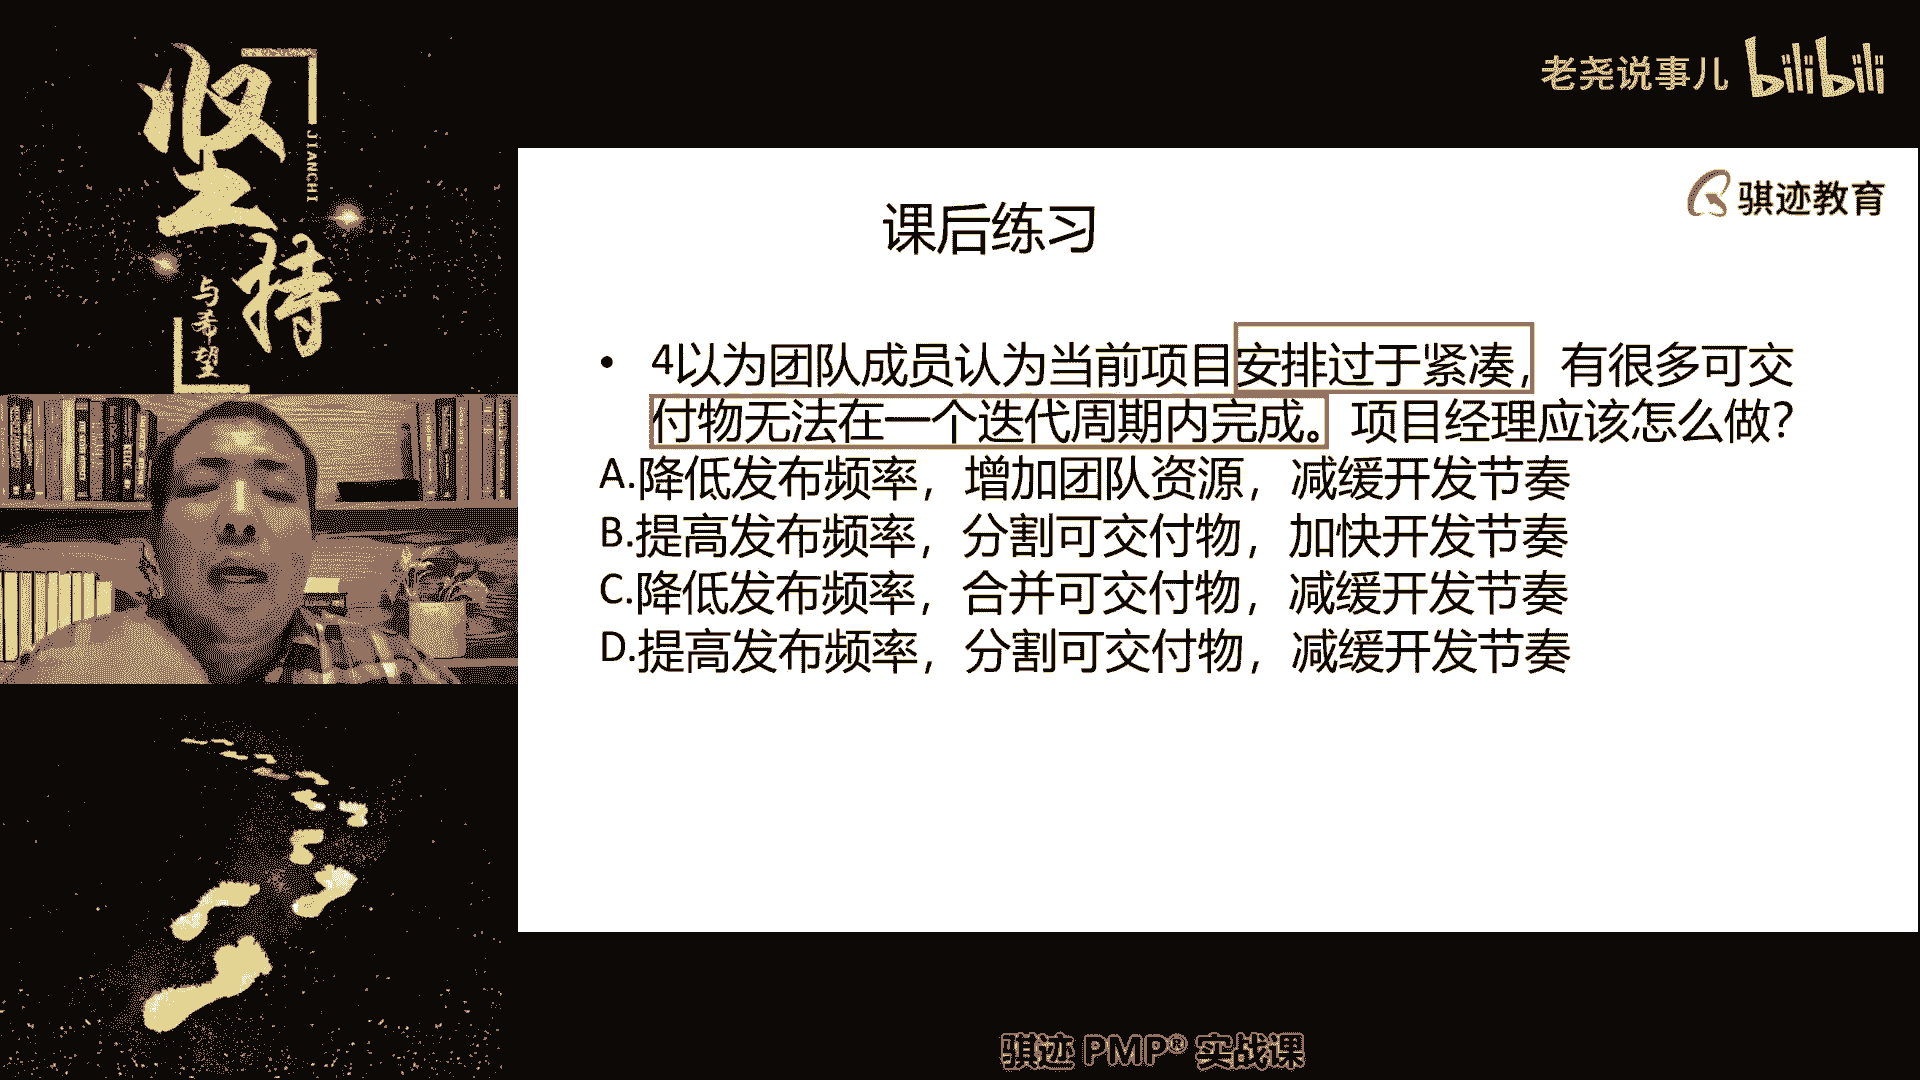 坚持
JIANCHI
与希望
老尧说事儿 bilibili
骐迹教育
课后练习
• 4以为团队成员认为当前项目安排过于紧凑，有很多可交
付物无法在一个迭代周期内完成。项目经理应该怎么做？
A.降低发布频率，增加团队资源，减缓开发节奏
B.提高发布频率，分割可交付物，加快开发节奏
C.降低发布频率，合并可交付物，减缓开发节奏
D.提高发布频率，分割可交付物，减缓开发节奏
骐迹 PMP® 实战课